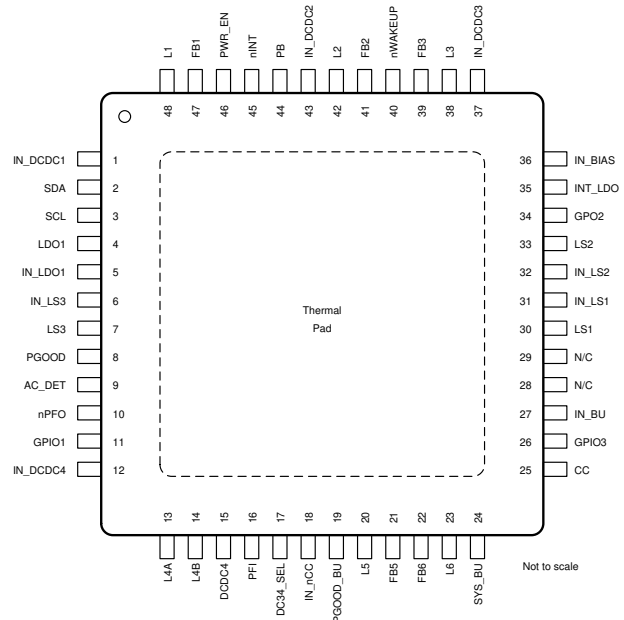 L1 FB1 PWR_EN nINT PB IN_DCDC2 L2 FB2 nWAKEUP FB3 L3 IN_DCDC3
48 47 46 45 44 43 42 41 40 39 38 37
IN_DCDC1 1 36 IN_BIAS
SDA 2 35 INT_LDO
SCL 3 34 GPO2
LDO1 4 33 LS2
IN_LDO1 5 32 IN_LS2
IN_LS3 6 31 IN_LS1
LS3 7 30 LS1
PGOOD 8 29 N/C
AC_DET 9 28 N/C
nPFO 10 27 IN_BU
GPIO1 11 26 GPIO3
IN_DCDC4 12 25 CC
Thermal
Pad
13 14 15 16 17 18 19 20 21 22 23 24
L4A L4B DCDC4 PFI DC34_SEL IN_nCC PGOOD_BU L5 FB5 FB6 L6 SYS_BU
Not to scale